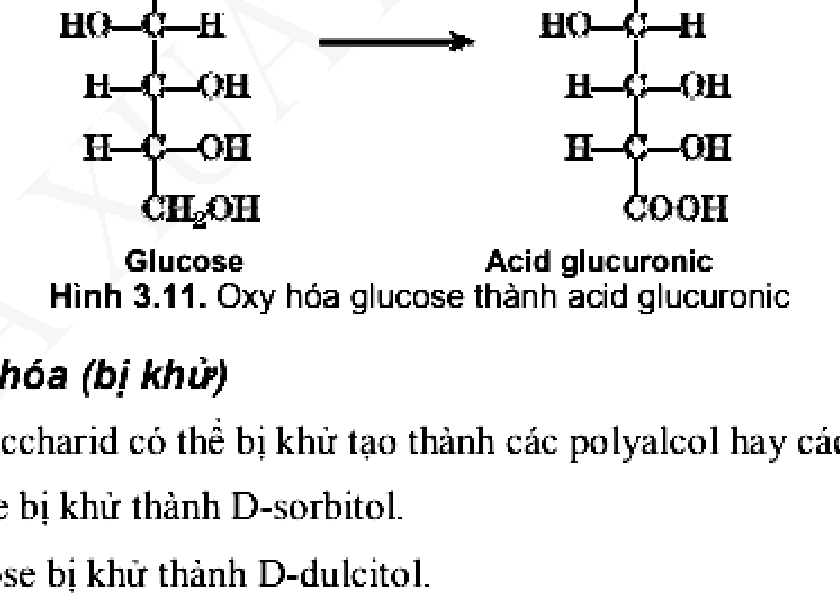 HO—C—H HO—C—H
H—C—OH H—C—OH
H—C—OH H—C—OH
CH₂OH COOH
Glucose Acid glucuronic
Hình 3.11. Oxy hóa glucose thành acid glucuronic
hóa (bị khử)
ccharid có thể bị khử tạo thành các polyalcol hay các
e bị khử thành D-sorbitol.
se bị khử thành D-dulcitol.